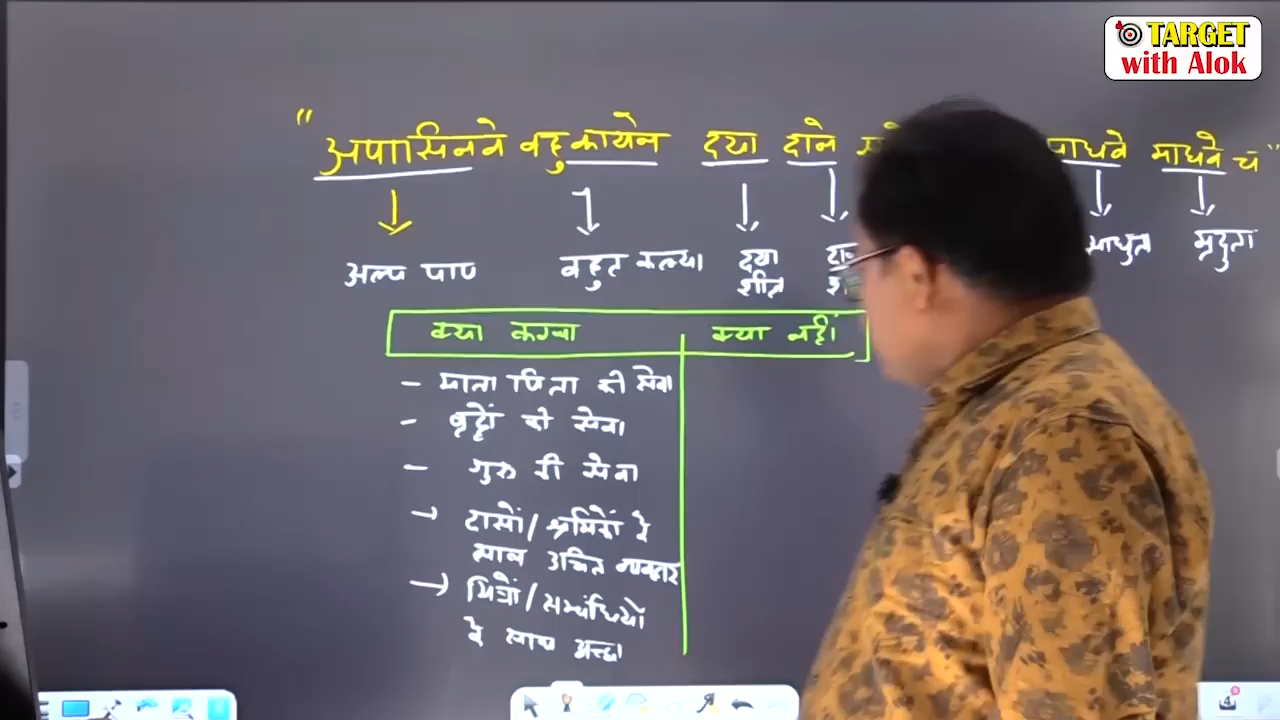 TARGET
with Alok
"अपासिनवे बहुकायेन दया दाने साधवे माधवे च"
अल्प पाप बहुत कल्या दया शील साधुता मृदुता
क्या करना क्या नहीं
- माता पिता की सेवा
- वृद्धों की सेवा
- गुरु की सेवा
→ दासों/श्रमिकों के
साथ उचित व्यवहार
→ मित्रों/सम्बंधियों
के साथ अच्छा